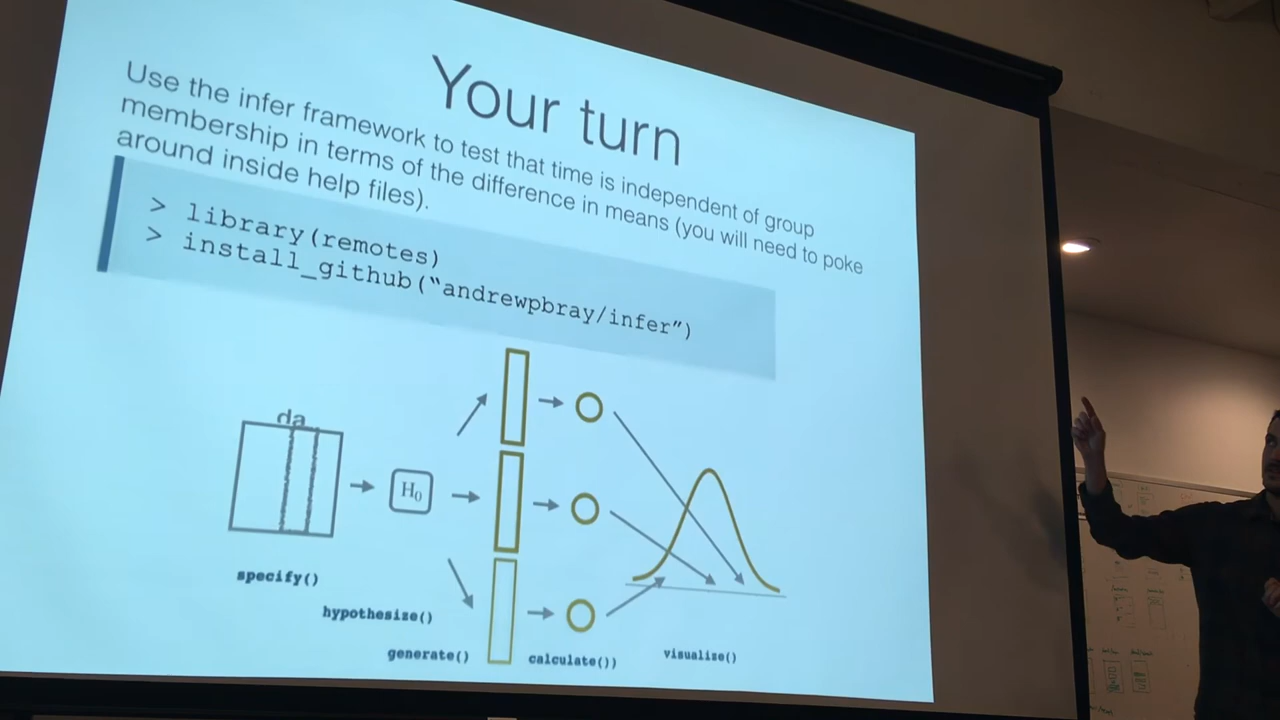 Your turn
Use the infer framework to test that time is independent of group
membership in terms of the difference in means (you will need to poke
around inside help files).
> library(remotes)
> install_github(“andrewpbray/infer”)
da
H0
specify()
hypothesize()
generate()
calculate())
visualize()